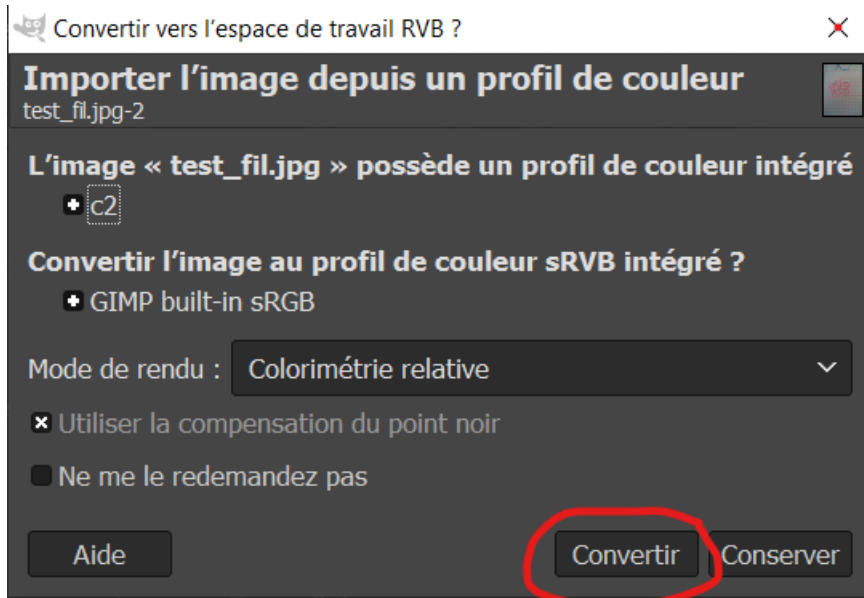 Convertir vers l'espace de travail RVB ?
Importer l'image depuis un profil de couleur
test_fil.jpg-2
L'image « test_fil.jpg » possède un profil de couleur intégré
c2
Convertir l'image au profil de couleur sRVB intégré ?
GIMP built-in sRGB
Mode de rendu : Colorimétrie relative
Utiliser la compensation du point noir
Ne me le redemandez pas
Aide Convertir Conserver